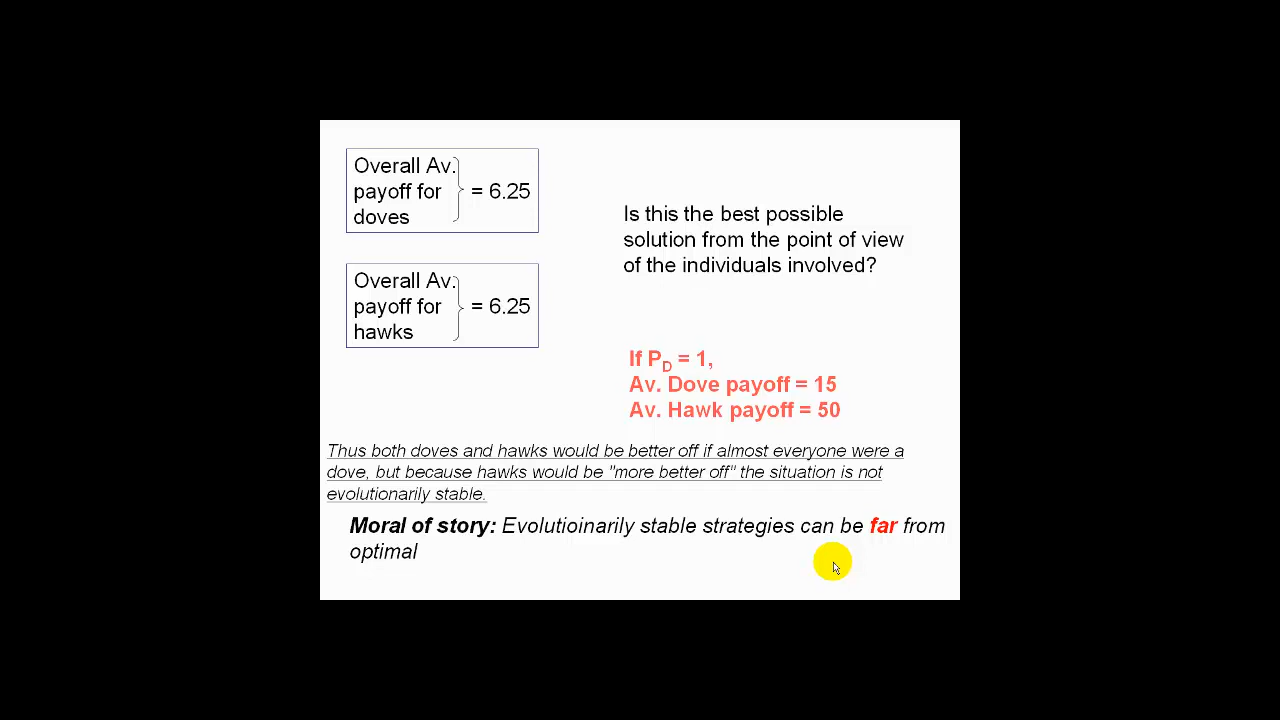 Overall Av.
payoff for
doves
= 6.25
Overall Av.
payoff for
hawks
= 6.25
Is this the best possible
solution from the point of view
of the individuals involved?
If PD = 1,
Av. Dove payoff = 15
Av. Hawk payoff = 50
Thus both doves and hawks would be better off if almost everyone were a
dove, but because hawks would be "more better off" the situation is not
evolutionarily stable.
Moral of story: Evolutioinarily stable strategies can be far from
optimal